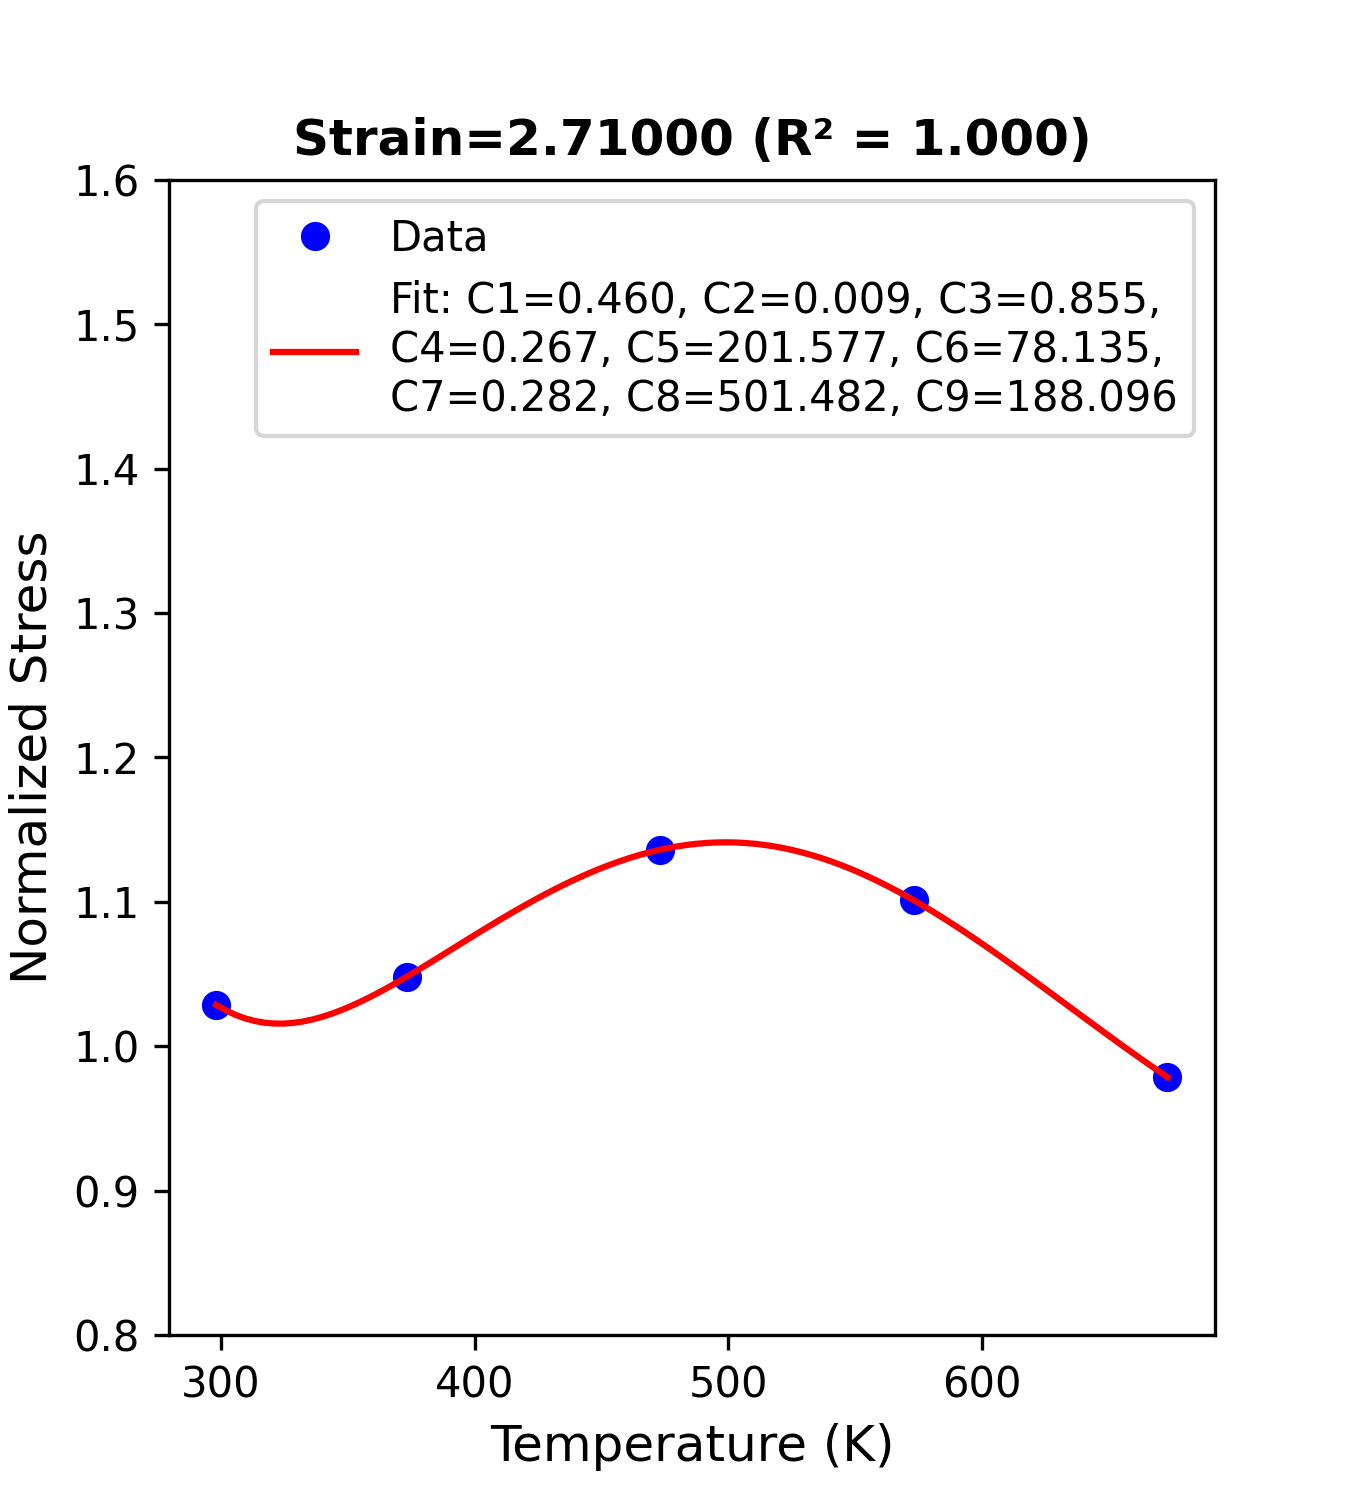 Strain=2.71000 (R² = 1.000)
1.6
1.5
1.4
1.3
1.2
1.1
1.0
0.9
0.8
Normalized Stress
Data
Fit: C1=0.460, C2=0.009, C3=0.855,
C4=0.267, C5=201.577, C6=78.135,
C7=0.282, C8=501.482, C9=188.096
300 400 500 600
Temperature (K)